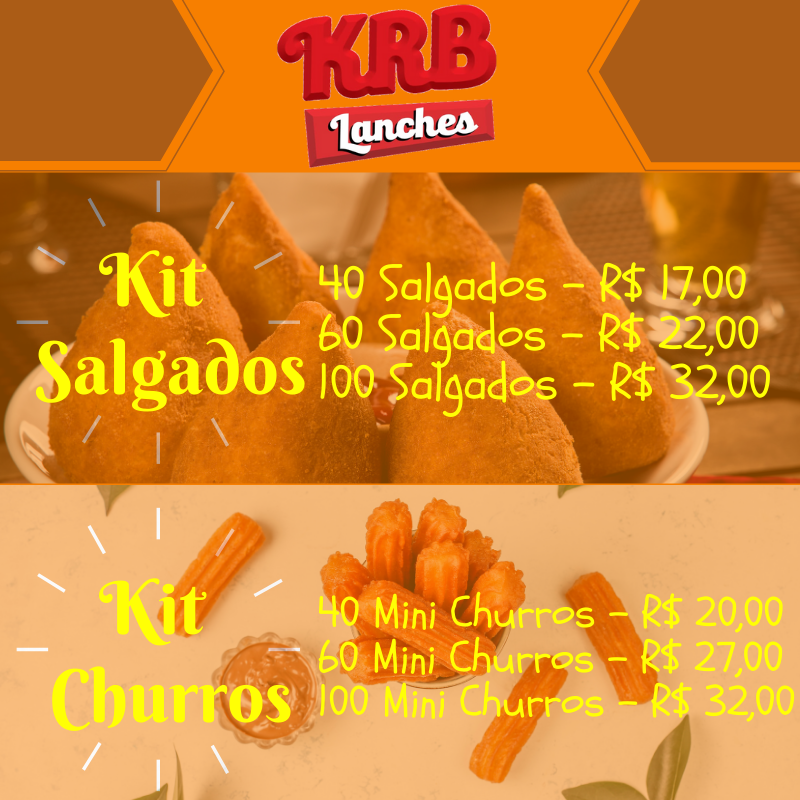 KRB
Lanches
Kit
Salgados
40 Salgados - R$ 17,00
60 Salgados - R$ 22,00
100 Salgados - R$ 32,00
Kit
Churros
40 Mini Churros - R$ 20,00
60 Mini Churros - R$ 27,00
100 Mini Churros - R$ 32,00